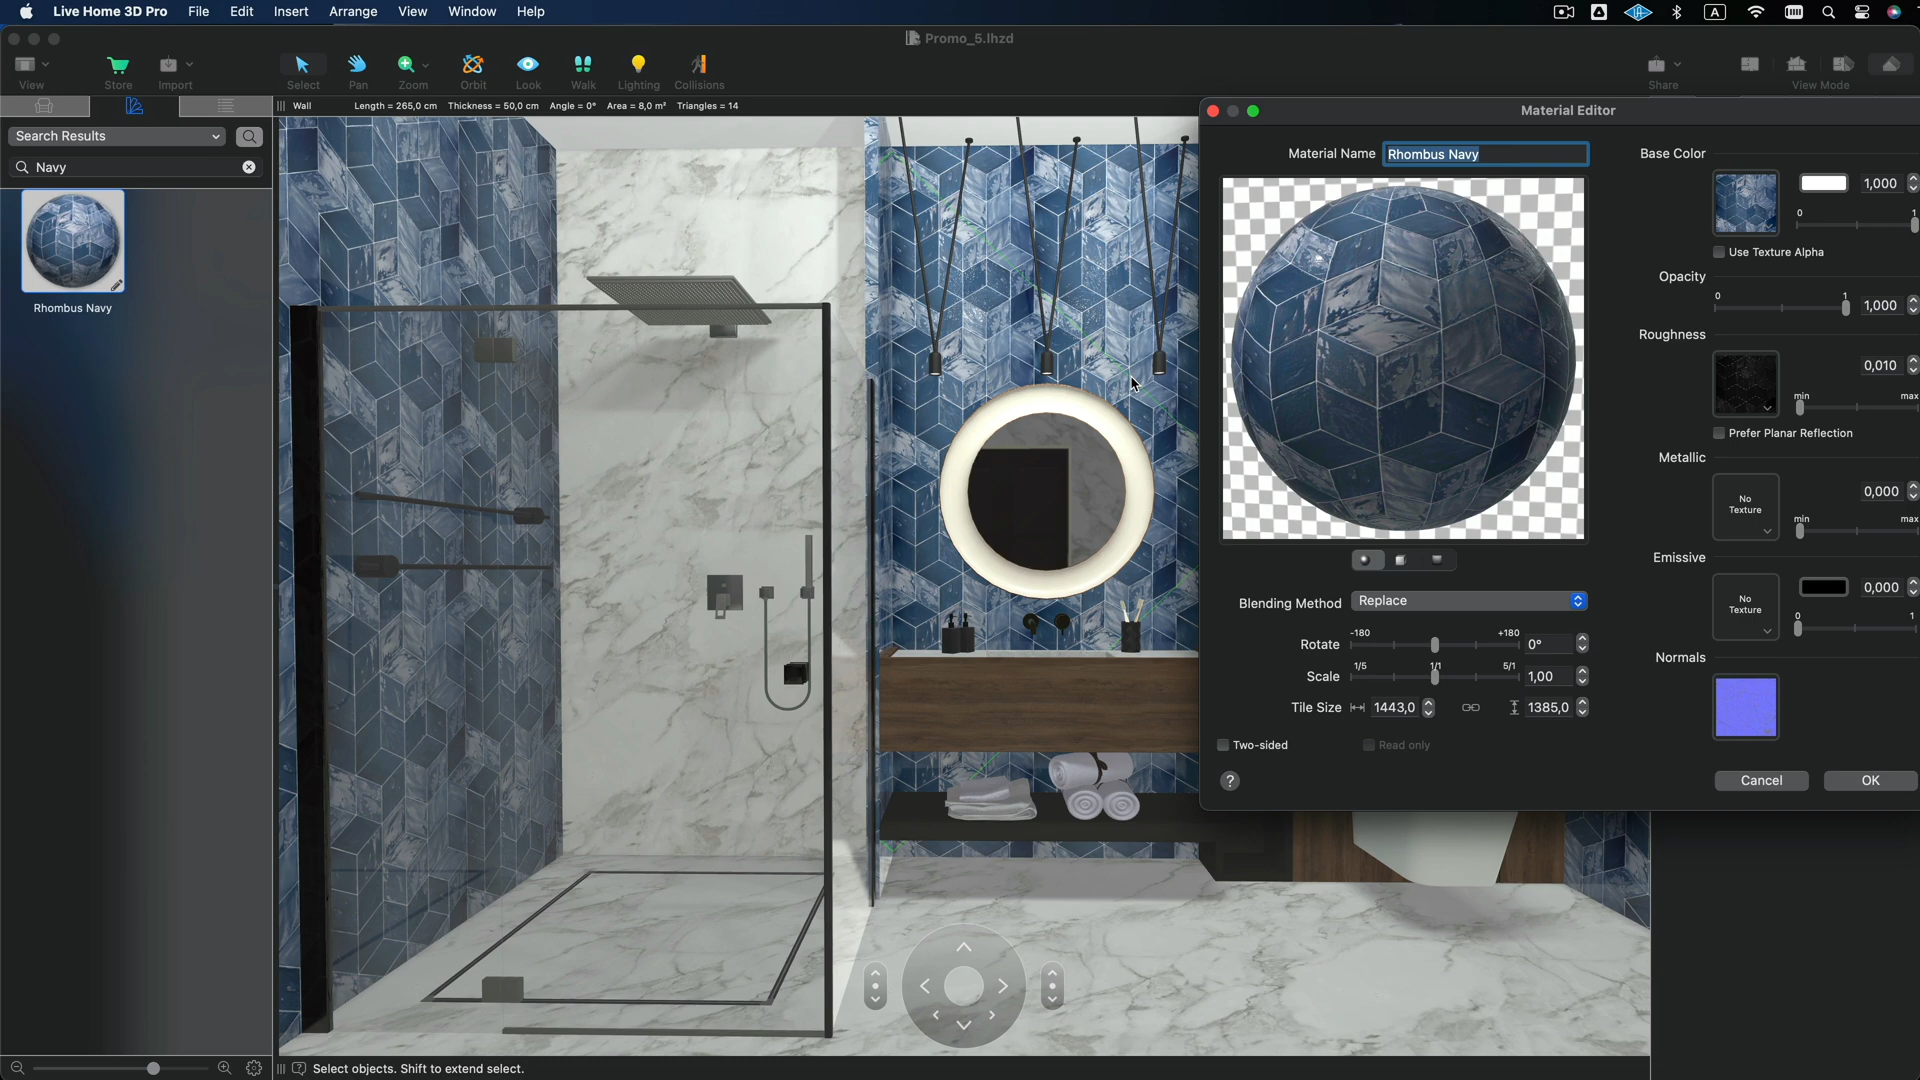 Live Home 3D Pro File Edit Insert Arrange View Window Help
A
Promo_5.lhzd
View Store Import Select Pan Zoom Orbit Look Walk Lighting Collisions Share View Mode
Wall Length = 265,0 cm Thickness = 50,0 cm Angle = 0° Area = 8,0 m² Triangles = 14
Search Results
Navy
Rhombus Navy
Material Editor
Material Name Rhombus Navy
Blending Method Replace
-180 +180
Rotate 0°
1/5 1/1 5/1
Scale 1,00
Tile Size 1443,0 1385,0
Two-sided Read only
?
Base Color
1,000
0 1
Use Texture Alpha
Opacity
0 1
1,000
Roughness
0,010
min max
Prefer Planar Reflection
Metallic
No
Texture
0,000
min max
Emissive
No
Texture
0,000
0 1
Normals
Cancel OK
Select objects. Shift to extend select.